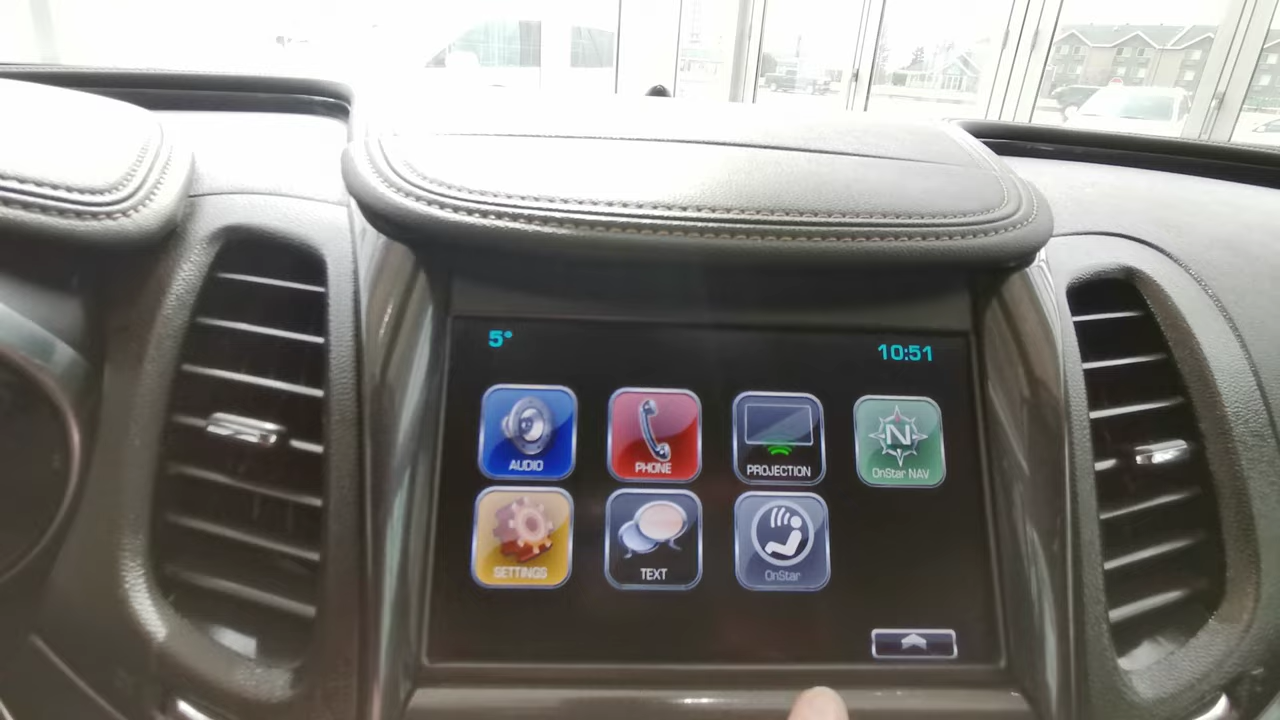 5°
10:51
AUDIO
PHONE
PROJECTION
N
OnStar NAV
SETTINGS
TEXT
OnStar